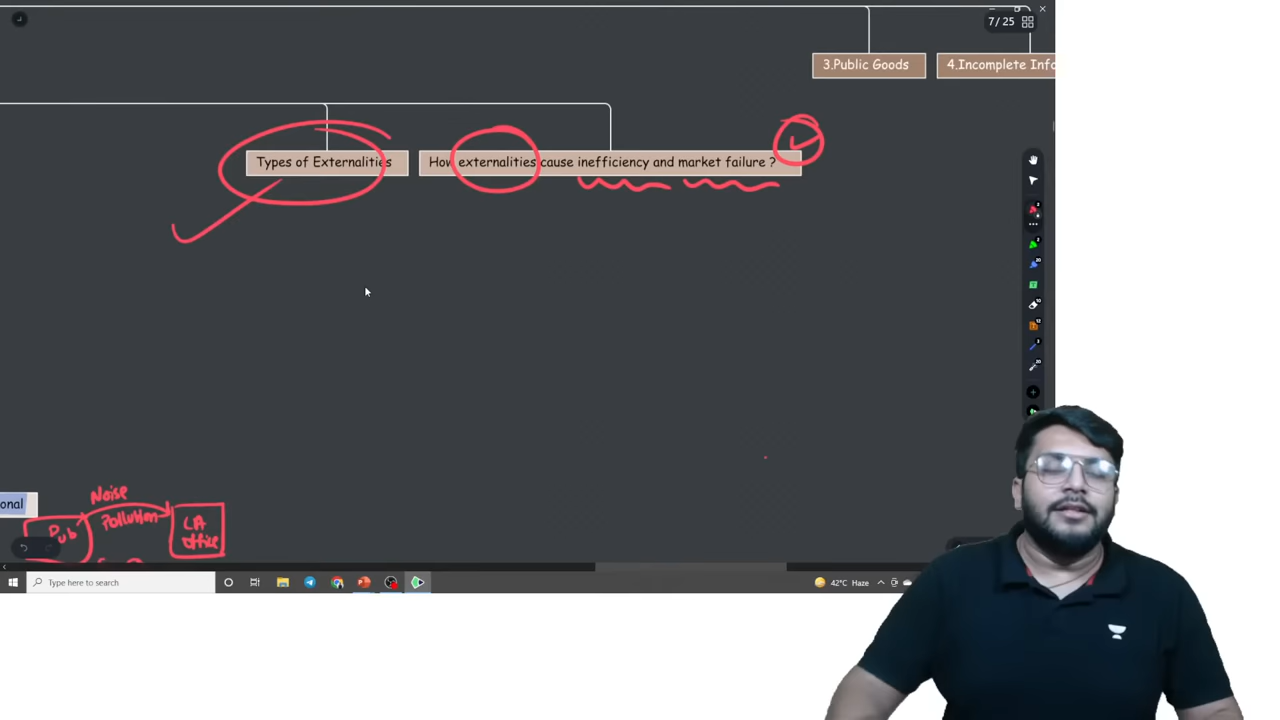 7/25
3.Public Goods
4.Incomplete Info
Types of Externalities
How externalities cause inefficiency and market failure ?
onal
Noise
Pollution
Pub
CA
office
Type here to search
42°C Haze